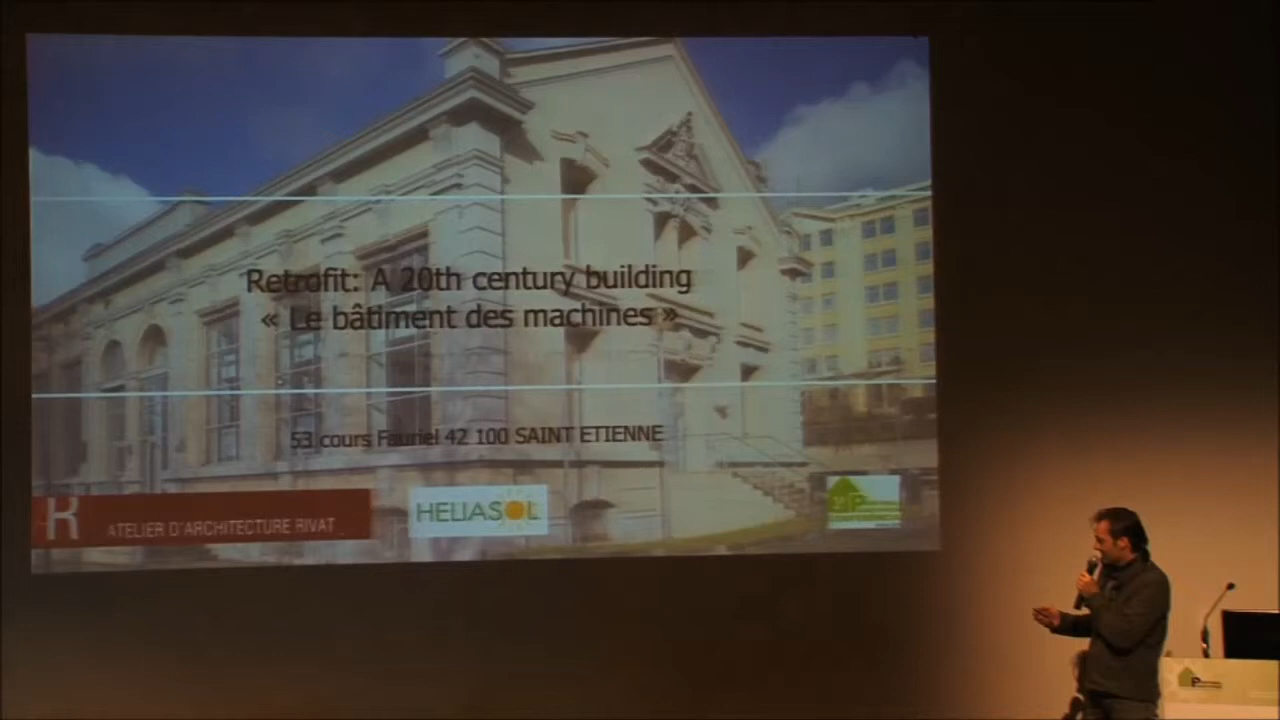 Retrofit: A 20th century building
« Le bâtiment des machines »
53 cours Fauriel 42 100 SAINT ETIENNE
ATELIER D'ARCHITECTURE RIVAT
HELIASOL